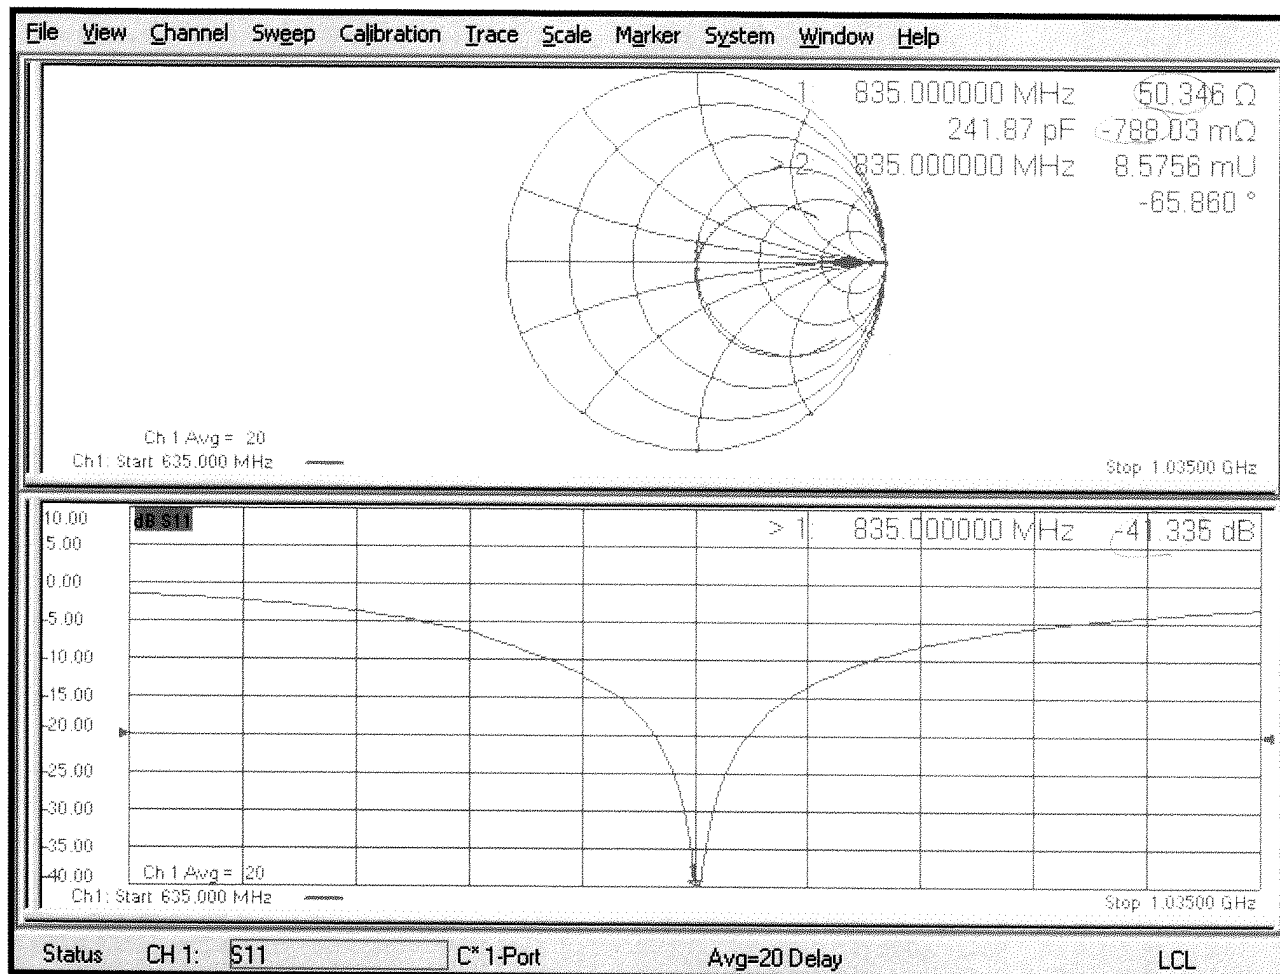 File View Channel Sweep Calibration Trace Scale Marker System Window Help
1: 835.000000 MHz 50.346 Ω
241.87 pF -788.03 mΩ
> 2: 835.000000 MHz 8.5756 mU
-65.860 °
Ch 1 Avg = 20
Ch1: Start 635.000 MHz
Stop 1.03500 GHz
10.00
dB S11
> 1: 835.000000 MHz -41.335 dB
5.00
0.00
-5.00
-10.00
-15.00
-20.00
-25.00
-30.00
-35.00
-40.00
Ch 1 Avg = 20
Ch1: Start 635.000 MHz
Stop 1.03500 GHz
Status CH 1: S11 C* 1-Port Avg=20 Delay LCL